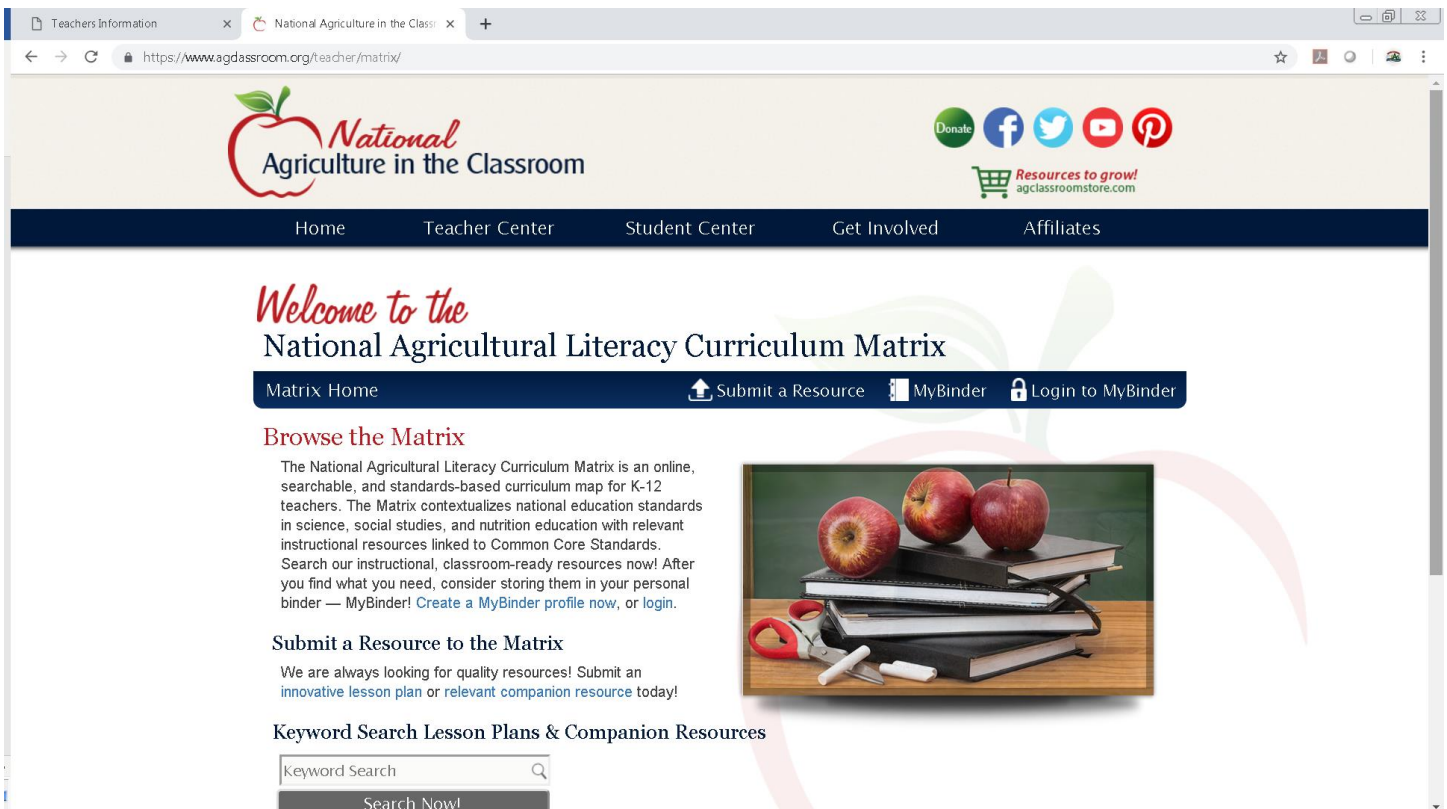 Teachers Information
National Agriculture in the Class
https://www.agclassroom.org/teacher/matrix/
National
Agriculture in the Classroom
Donate
Resources to grow!
agclassroomstore.com
Home Teacher Center Student Center Get Involved Affiliates
Welcome to the
National Agricultural Literacy Curriculum Matrix
Matrix Home Submit a Resource MyBinder Login to MyBinder
Browse the Matrix
The National Agricultural Literacy Curriculum Matrix is an online,
searchable, and standards-based curriculum map for K-12
teachers. The Matrix contextualizes national education standards
in science, social studies, and nutrition education with relevant
instructional resources linked to Common Core Standards.
Search our instructional, classroom-ready resources now! After
you find what you need, consider storing them in your personal
binder — MyBinder! Create a MyBinder profile now, or login.
Submit a Resource to the Matrix
We are always looking for quality resources! Submit an
innovative lesson plan or relevant companion resource today!
Keyword Search Lesson Plans & Companion Resources
Keyword Search
Search Now!